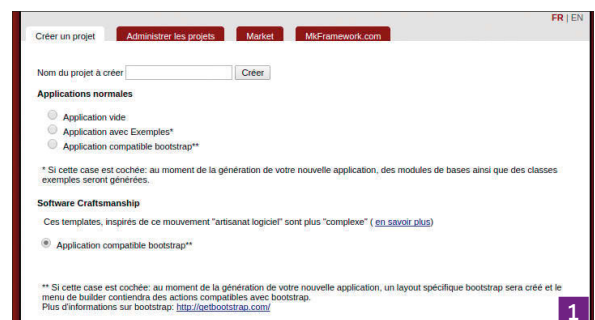 FR | EN
Créer un projet Administrer les projets Market MkFramework.com
Nom du projet à créer Créer
Applications normales
Application vide
Application avec Exemples*
Application compatible bootstrap**
* Si cette case est cochée: au moment de la génération de votre nouvelle application, des modules de bases ainsi que des classes
exemples seront générées.
Software Craftsmanship
Ces templates, inspirés de ce mouvement "artisanat logiciel" sont plus "complexe" ( en savoir plus)
Application compatible bootstrap**
** Si cette case est cochée: au moment de la génération de votre nouvelle application, un layout spécifique bootstrap sera créé et le
menu de builder contiendra des actions compatibles avec bootstrap.
Plus d'informations sur bootstrap: http://getbootstrap.com/
1